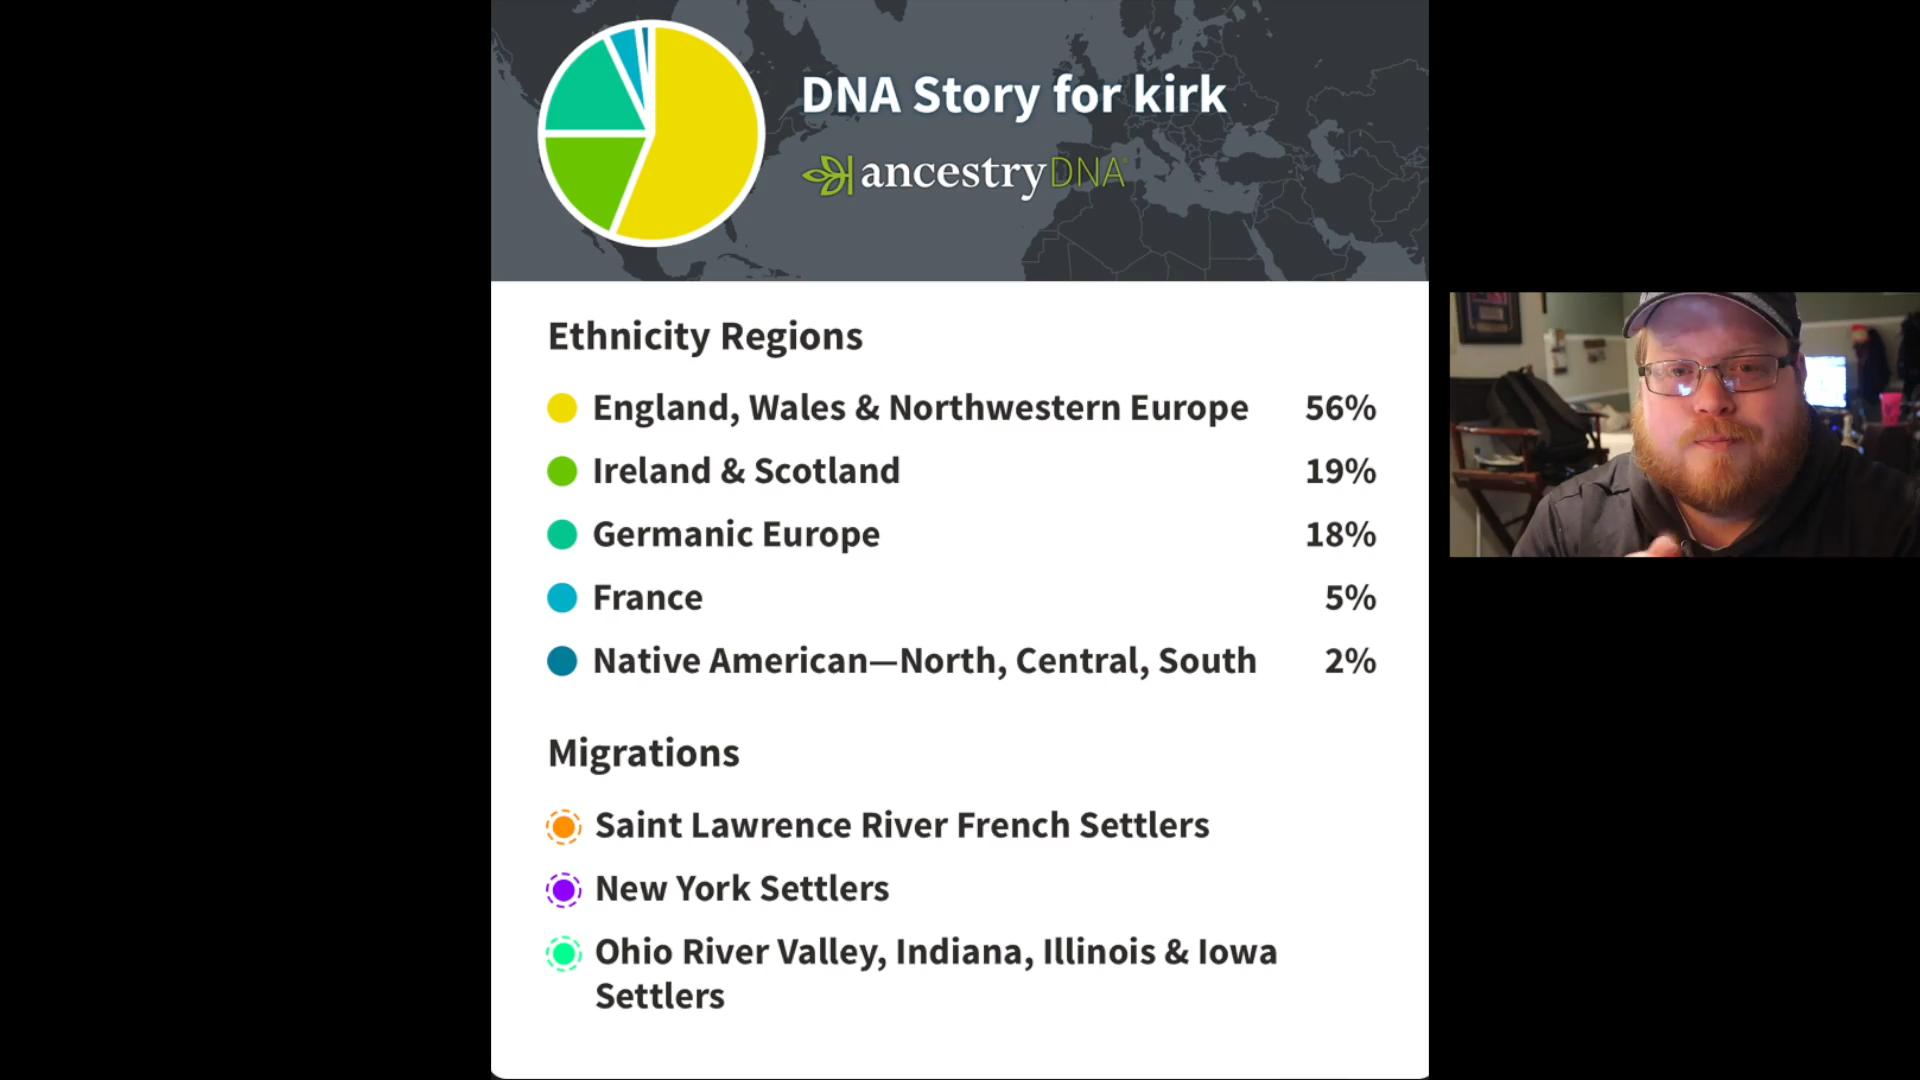 DNA Story for kirk
ancestryDNA
Ethnicity Regions
England, Wales & Northwestern Europe 56%
Ireland & Scotland 19%
Germanic Europe 18%
France 5%
Native American—North, Central, South 2%
Migrations
Saint Lawrence River French Settlers
New York Settlers
Ohio River Valley, Indiana, Illinois & Iowa
Settlers